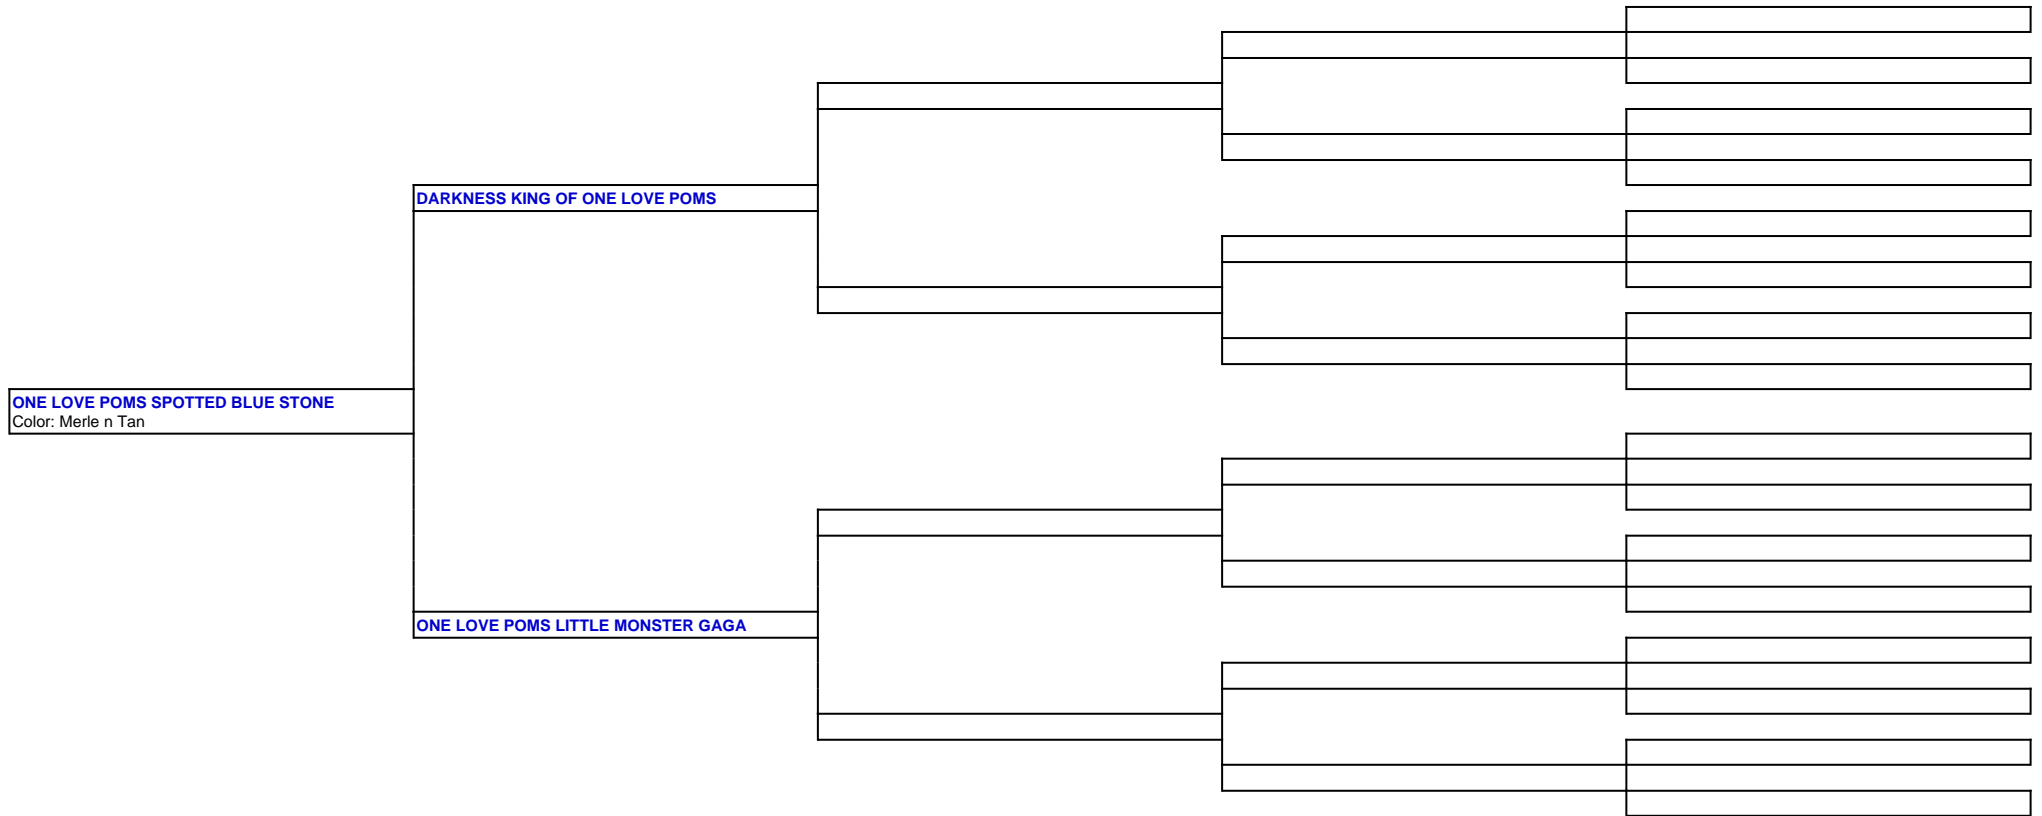 DARKNESS KING OF ONE LOVE POMS
ONE LOVE POMS SPOTTED BLUE STONE
Color: Merle n Tan
ONE LOVE POMS LITTLE MONSTER GAGA